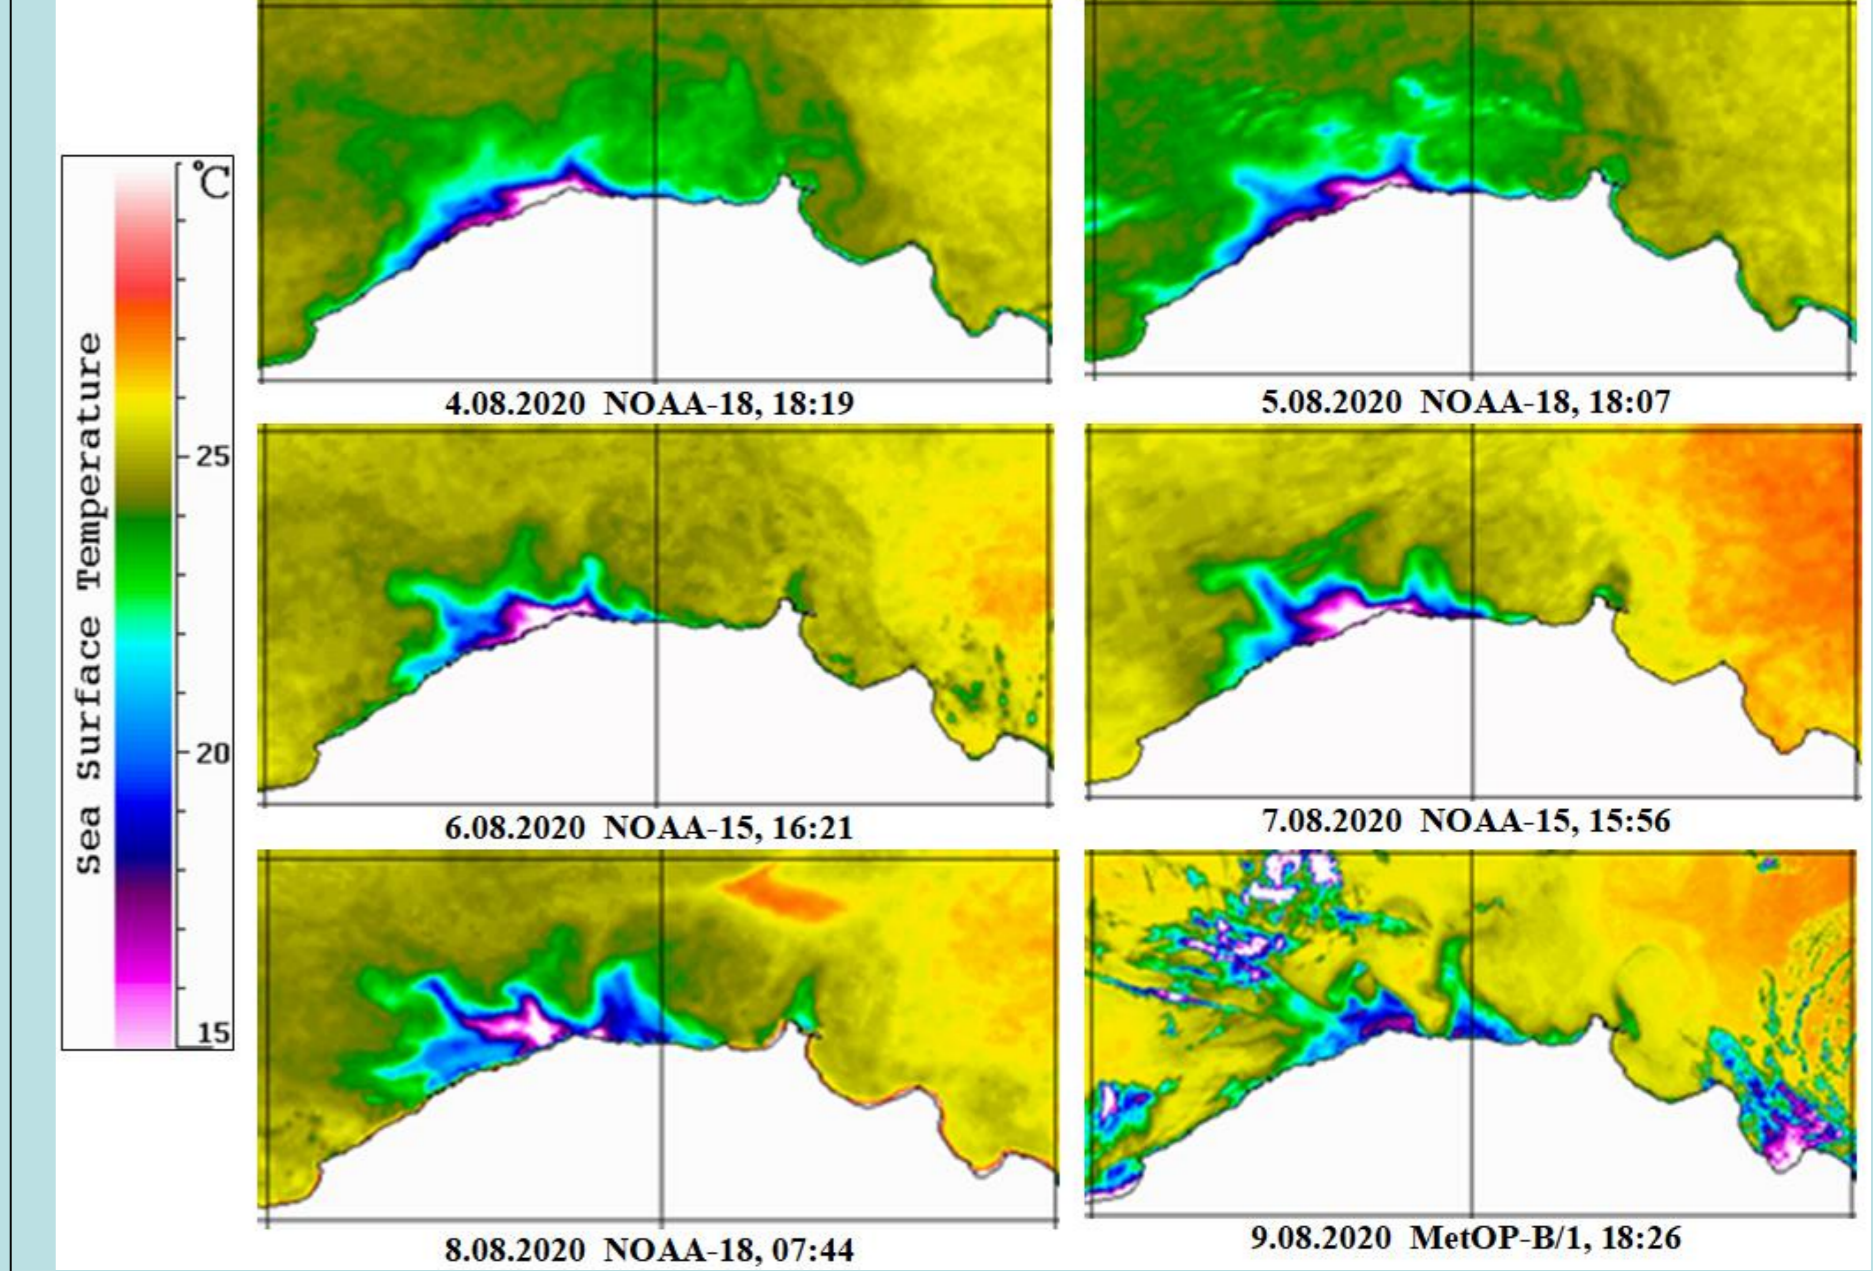 °C
25
20
15
Sea Surface Temperature
4.08.2020 NOAA-18, 18:19
5.08.2020 NOAA-18, 18:07
6.08.2020 NOAA-15, 16:21
7.08.2020 NOAA-15, 15:56
8.08.2020 NOAA-18, 07:44
9.08.2020 MetOP-B/1, 18:26